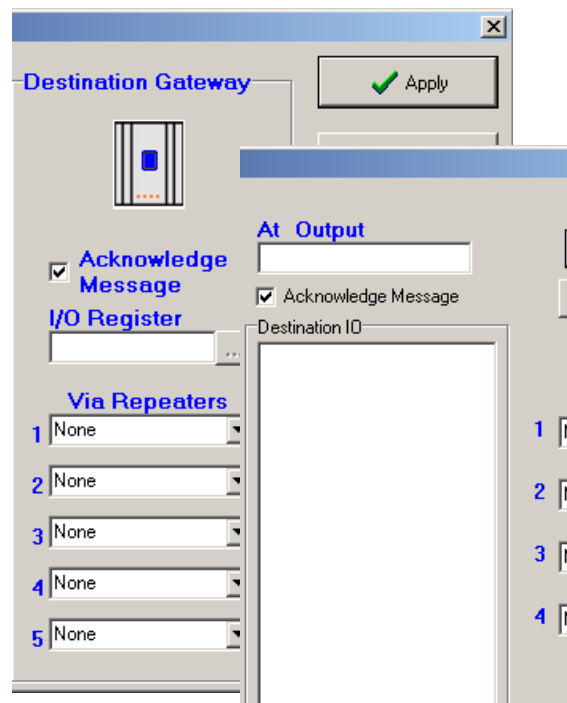 Destination Gateway
Apply
Acknowledge
Message
I/O Register
...
Via Repeaters
1 None
2 None
3 None
4 None
5 None
At Output
Acknowledge Message
Destination IO
1
2
3
4